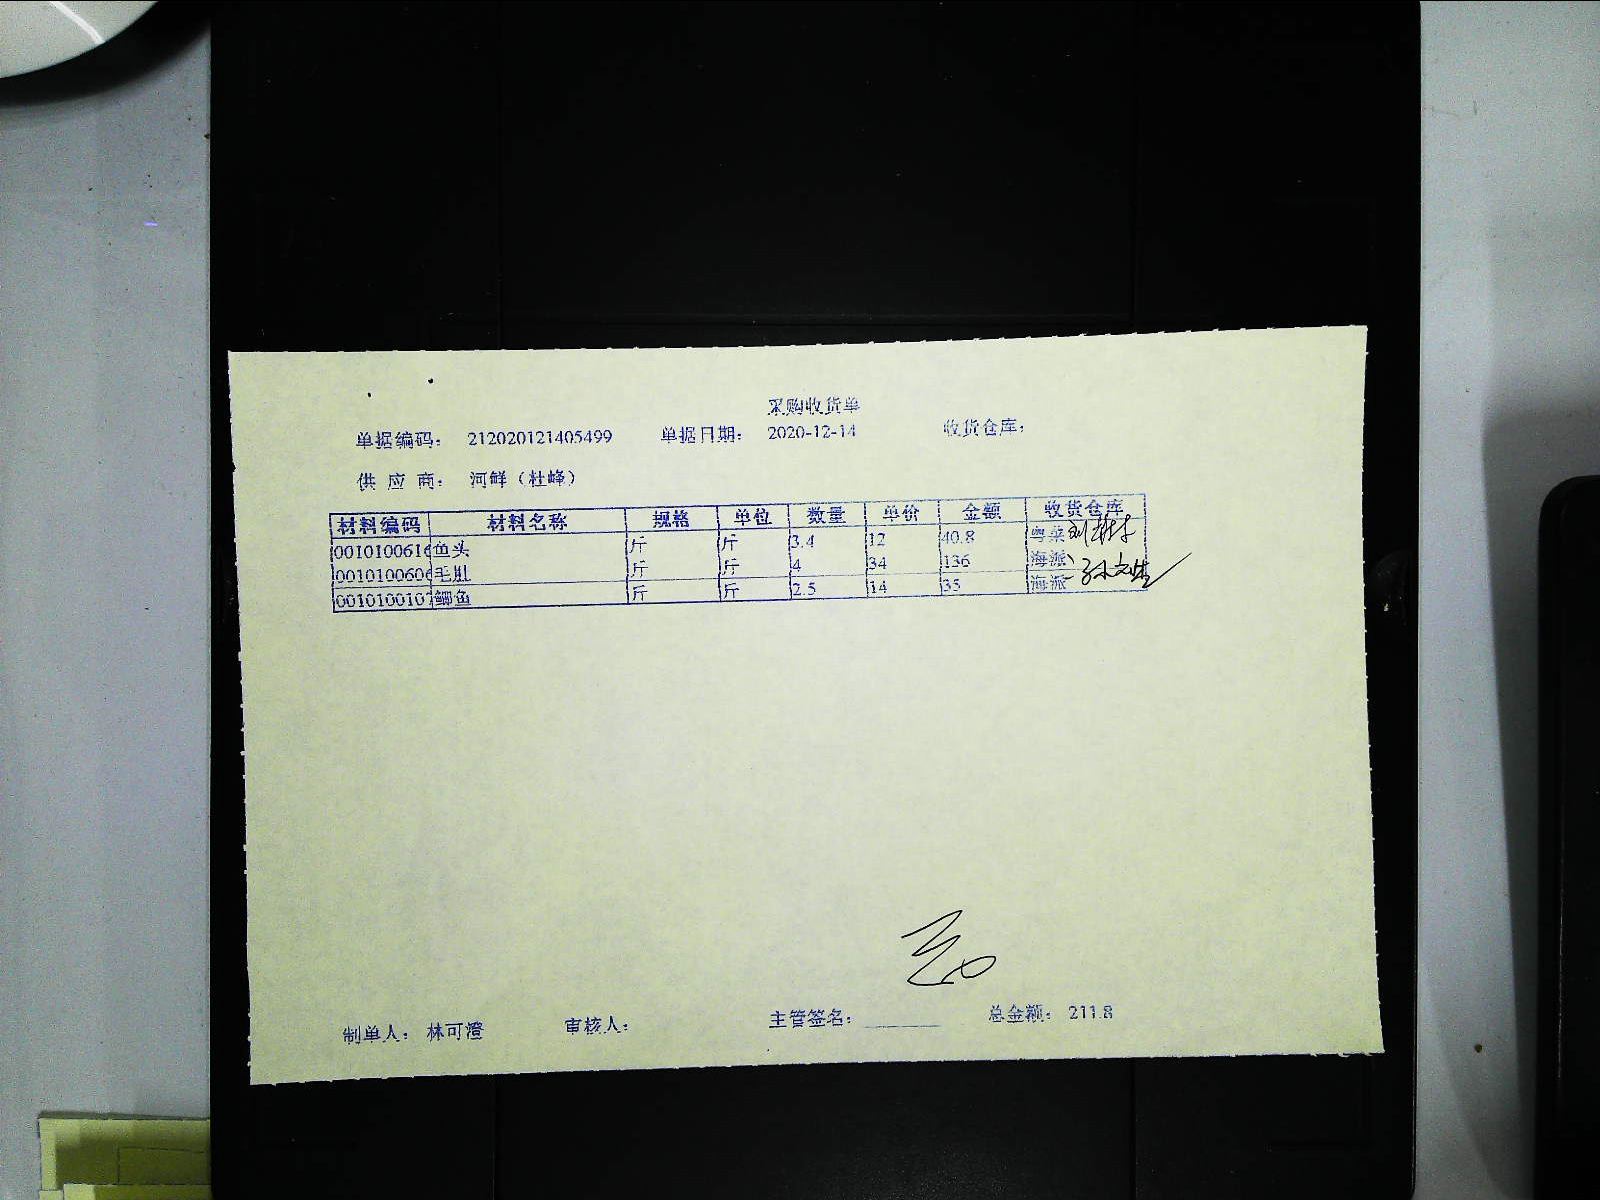 采购收货单
单据编码： 212020121405499 单据日期： 2020-12-14 收货仓库：
供 应 商： 河鲜（杜峰）
材料编码 材料名称 规格 单位 数量 单价 金额 收货仓库
0010100616 鱼头 斤 斤 3.4 12 40.8 粤菜
0010100606 毛肚 斤 斤 4 34 136 海派
0010100107 鲫鱼 斤 斤 2.5 14 35 海派
制单人： 林可澄 审核人： 主管签名： 总金额： 211.8